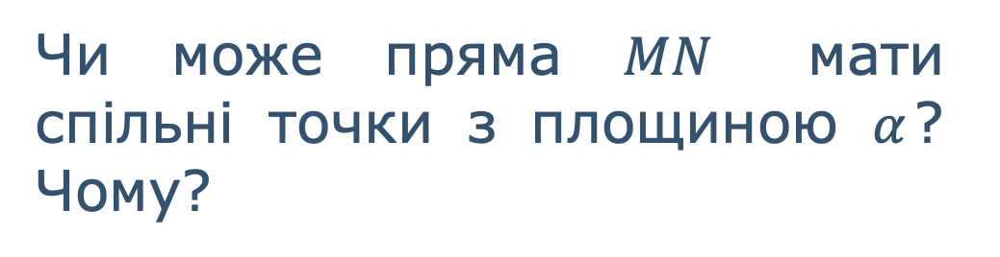 Чи може пряма 𝑀𝑁 мати
спільні точки з площиною 𝛼?
Чому?